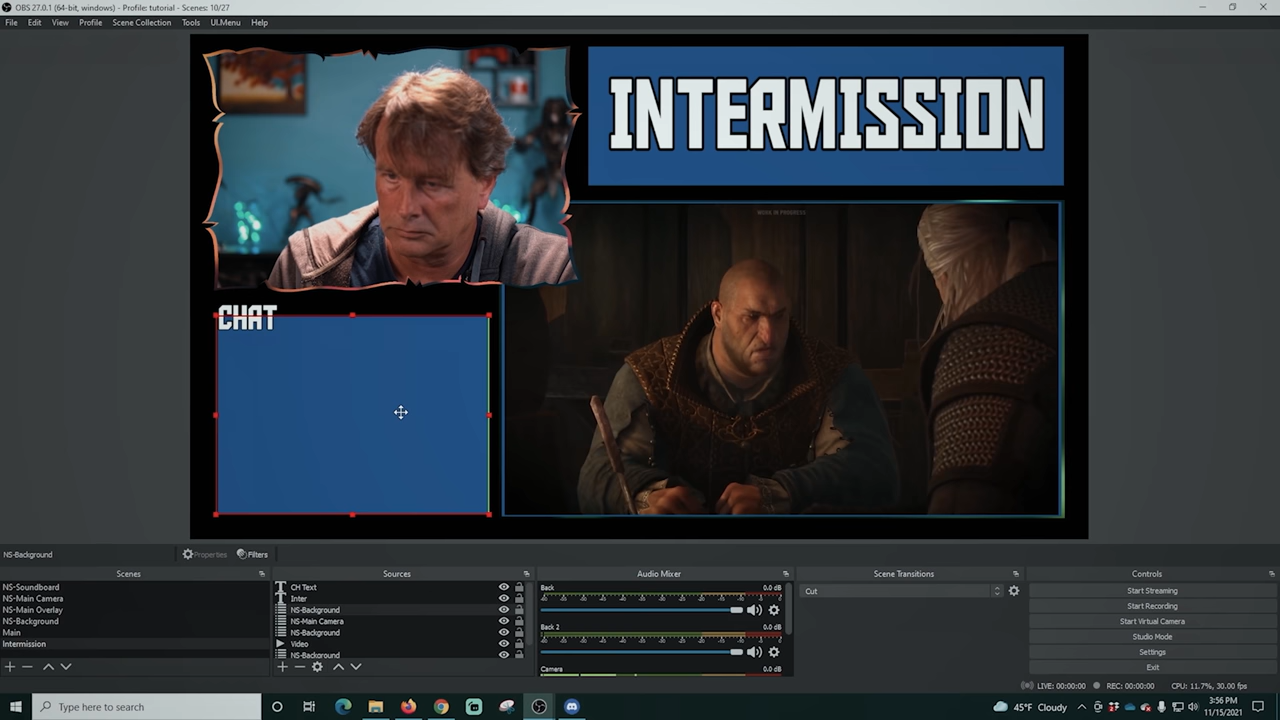 OBS 27.0.1 (64-bit, windows) - Profile: tutorial - Scenes: 10/27
File Edit View Profile Scene Collection Tools UI.Menu Help
INTERMISSION
WORK IN PROGRESS
CHAT
NS-Background
Properties Filters
Scenes
NS-Soundboard
NS-Main Camera
NS-Main Overlay
NS-Background
Main
Intermission
Sources
CH Text
Inter
NS-Background
NS-Main Camera
NS-Background
Video
NS-Background
Audio Mixer
Back 0.0 dB
Back 2 0.0 dB
Camera 0.0 dB
Scene Transitions
Cut
Controls
Start Streaming
Start Recording
Start Virtual Camera
Studio Mode
Settings
Exit
LIVE: 00:00:00 REC: 00:00:00 CPU: 11.7%, 30.00 fps
Type here to search
45°F Cloudy
3:56 PM
11/15/2021